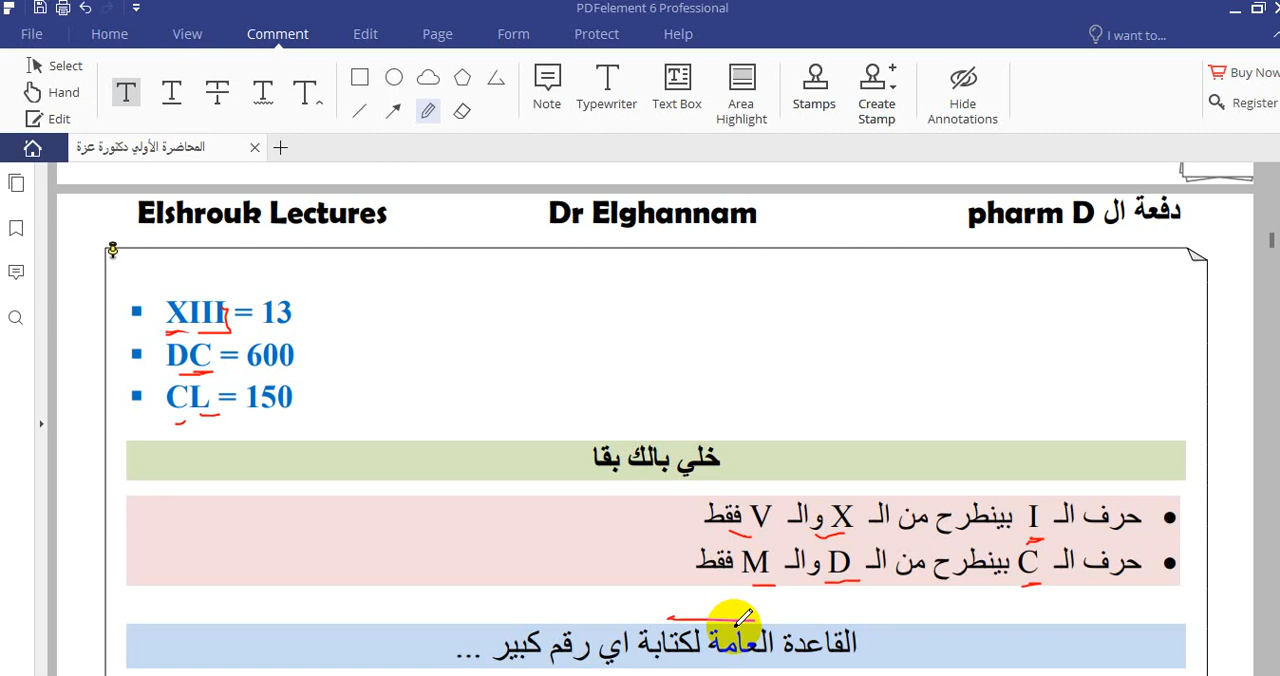 PDFelement 6 Professional
File Home View Comment Edit Page Form Protect Help I want to...
Select
Hand
Edit
Note Typewriter Text Box Area Highlight Stamps Create Stamp Hide Annotations
Buy Now
Register
المحاضرة الأولي دكتورة عزة
Elshrouk Lectures Dr Elghannam pharm D دفعة ال
XIII = 13
DC = 600
CL = 150
خلي بالك بقا
حرف الـ I بينطرح من الـ X والـ V فقط
حرف الـ C بينطرح من الـ D والـ M فقط
القاعدة العامة لكتابة اي رقم كبير ...